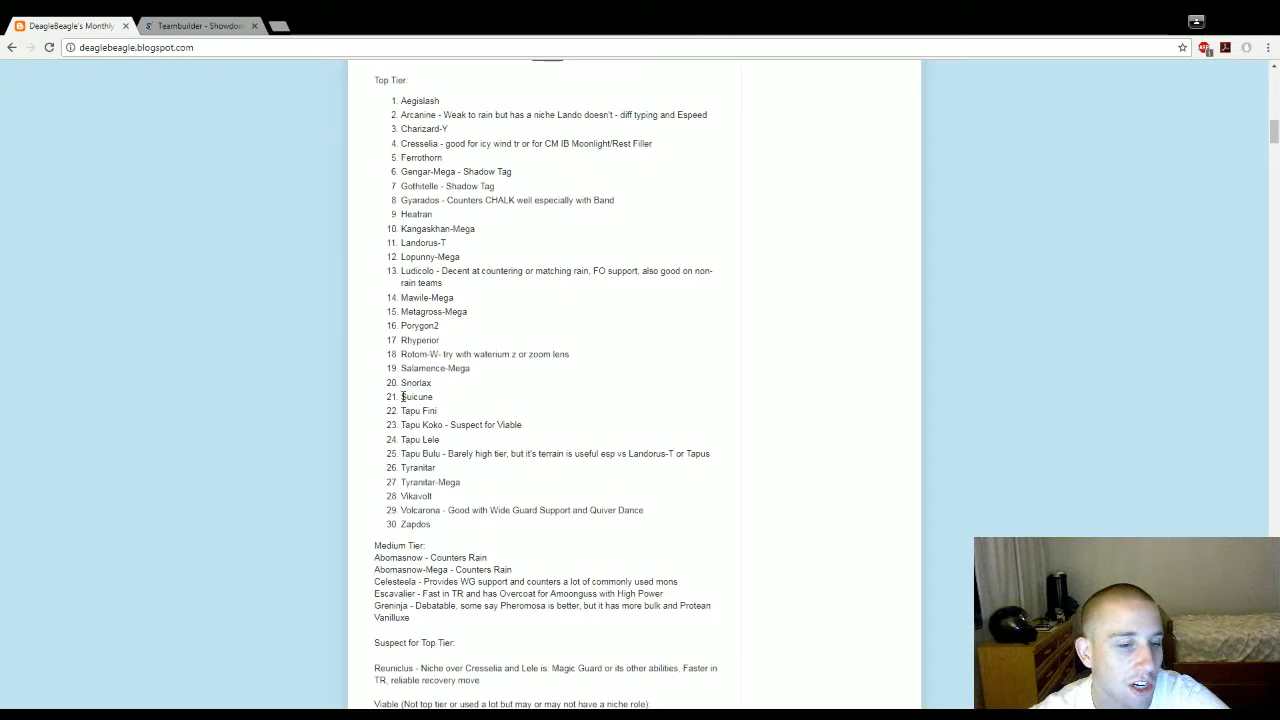 DeagleBeagle's Monthly
Teambuilder - Showdow
deaglebeagle.blogspot.com
Top Tier:
1. Aegislash
2. Arcanine - Weak to rain but has a niche Lando doesn't - diff typing and Espeed
3. Charizard-Y
4. Cresselia - good for icy wind tr or for CM IB Moonlight/Rest Filler
5. Ferrothorn
6. Gengar-Mega - Shadow Tag
7 Gothitelle - Shadow Tag
8 Gyarados - Counters CHALK well especially with Band
9. Heatran
10. Kangaskhan-Mega
11. Landorus-T
12. Lopunny-Mega
13. Ludicolo - Decent at countering or matching rain, FO support, also good on non-
rain teams
14. Mawile-Mega
15. Metagross-Mega
16. Porygon2
17. Rhyperior
18. Rotom-W- try with waterium z or zoom lens
19. Salamence-Mega
20. Snorlax
21. Suicune
22. Tapu Fini
23. Tapu Koko - Suspect for Viable
24. Tapu Lele
25. Tapu Bulu - Barely high tier, but it's terrain is useful esp vs Landorus-T or Tapus
26. Tyranitar
27. Tyranitar-Mega
28. Vikavolt
29. Volcarona - Good with Wide Guard Support and Quiver Dance
30. Zapdos
Medium Tier:
Abomasnow - Counters Rain
Abomasnow-Mega - Counters Rain
Celesteela - Provides WG support and counters a lot of commonly used mons
Escavalier - Fast in TR and has Overcoat for Amoonguss with High Power
Greninja - Debatable, some say Pheromosa is better, but it has more bulk and Protean
Vanilluxe
Suspect for Top Tier:
Reuniclus - Niche over Cresselia and Lele is: Magic Guard or its other abilities, Faster in
TR, reliable recovery move
Viable (Not top tier or used a lot but may or may not have a niche role):